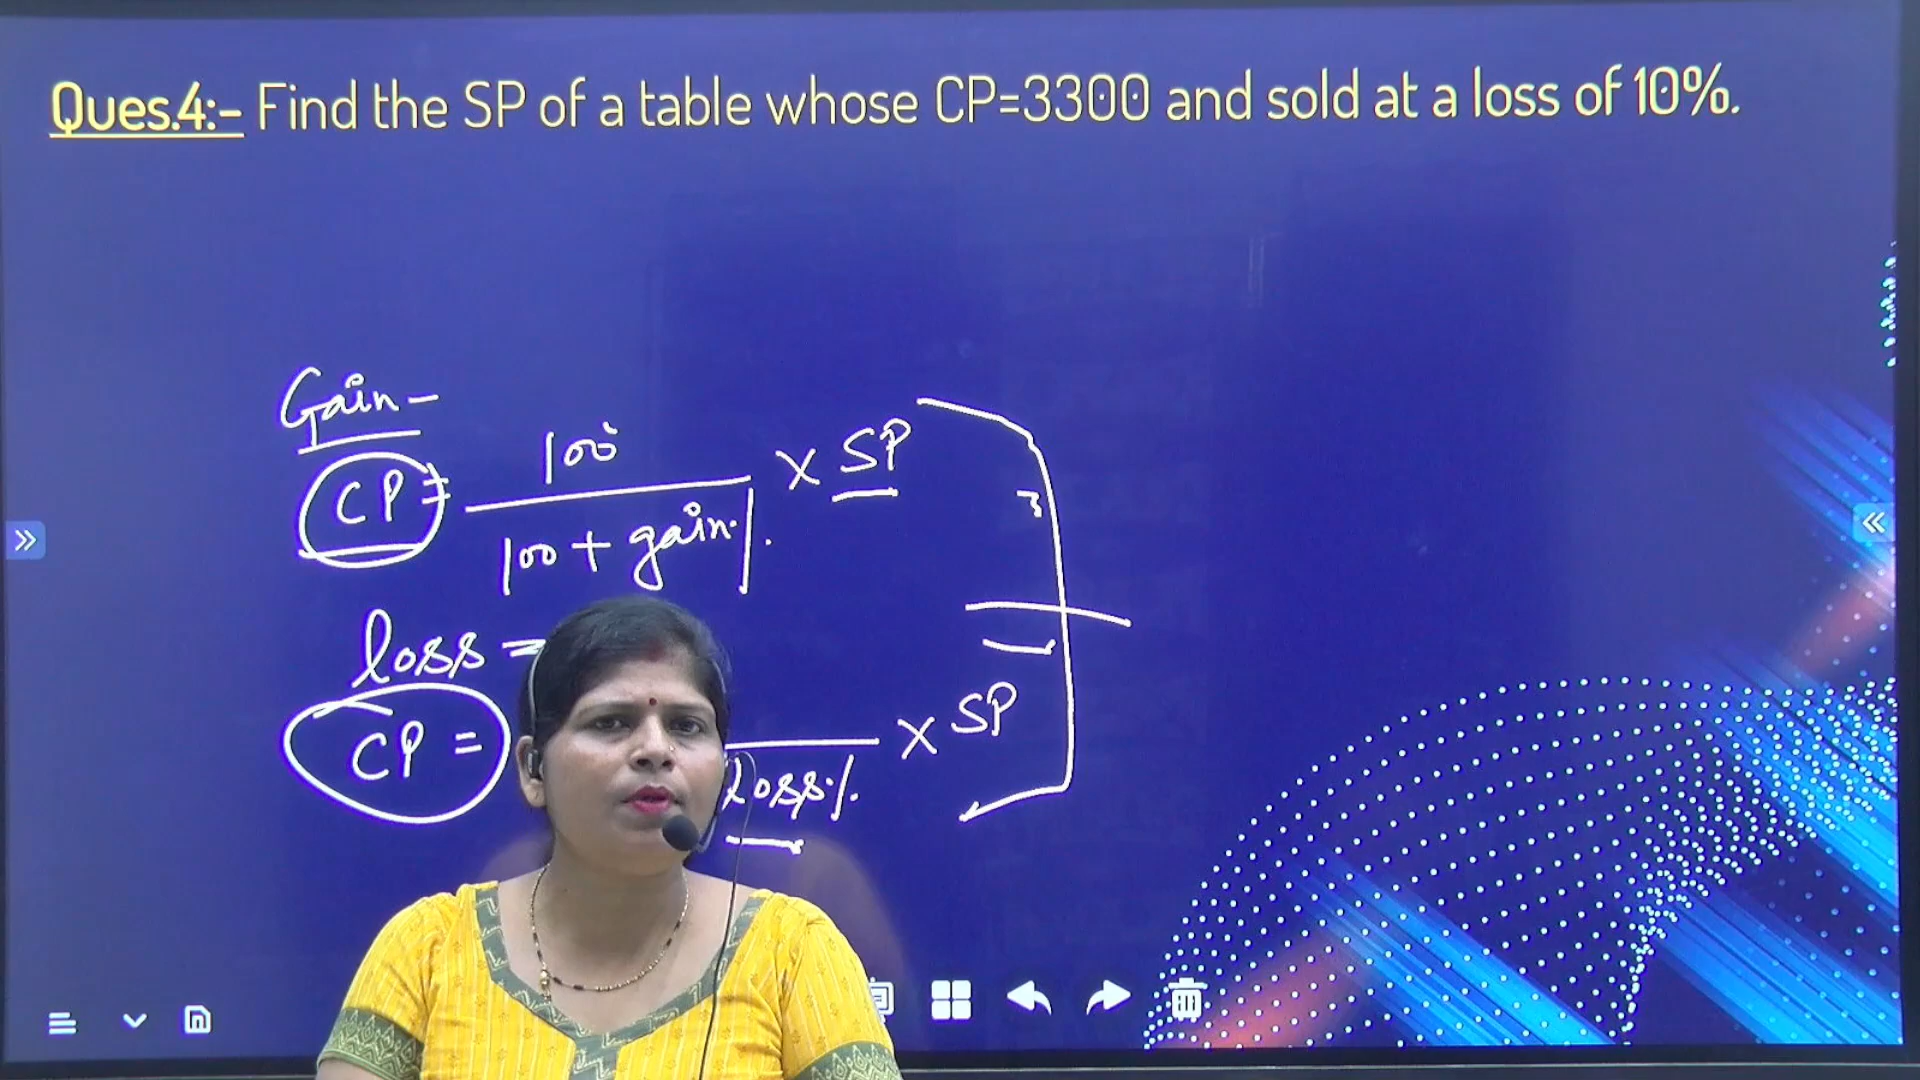 Ques.4:- Find the SP of a table whose CP=3300 and sold at a loss of 10%.
Gain -
CP = 100 / 100 + gain% × SP
loss =
CP = loss% × SP